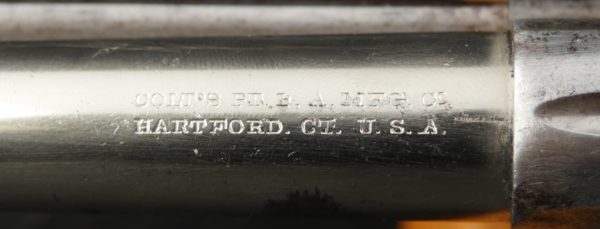 COLT'S PT. F. A. MFG. CO.
HARTFORD. CT. U. S. A.